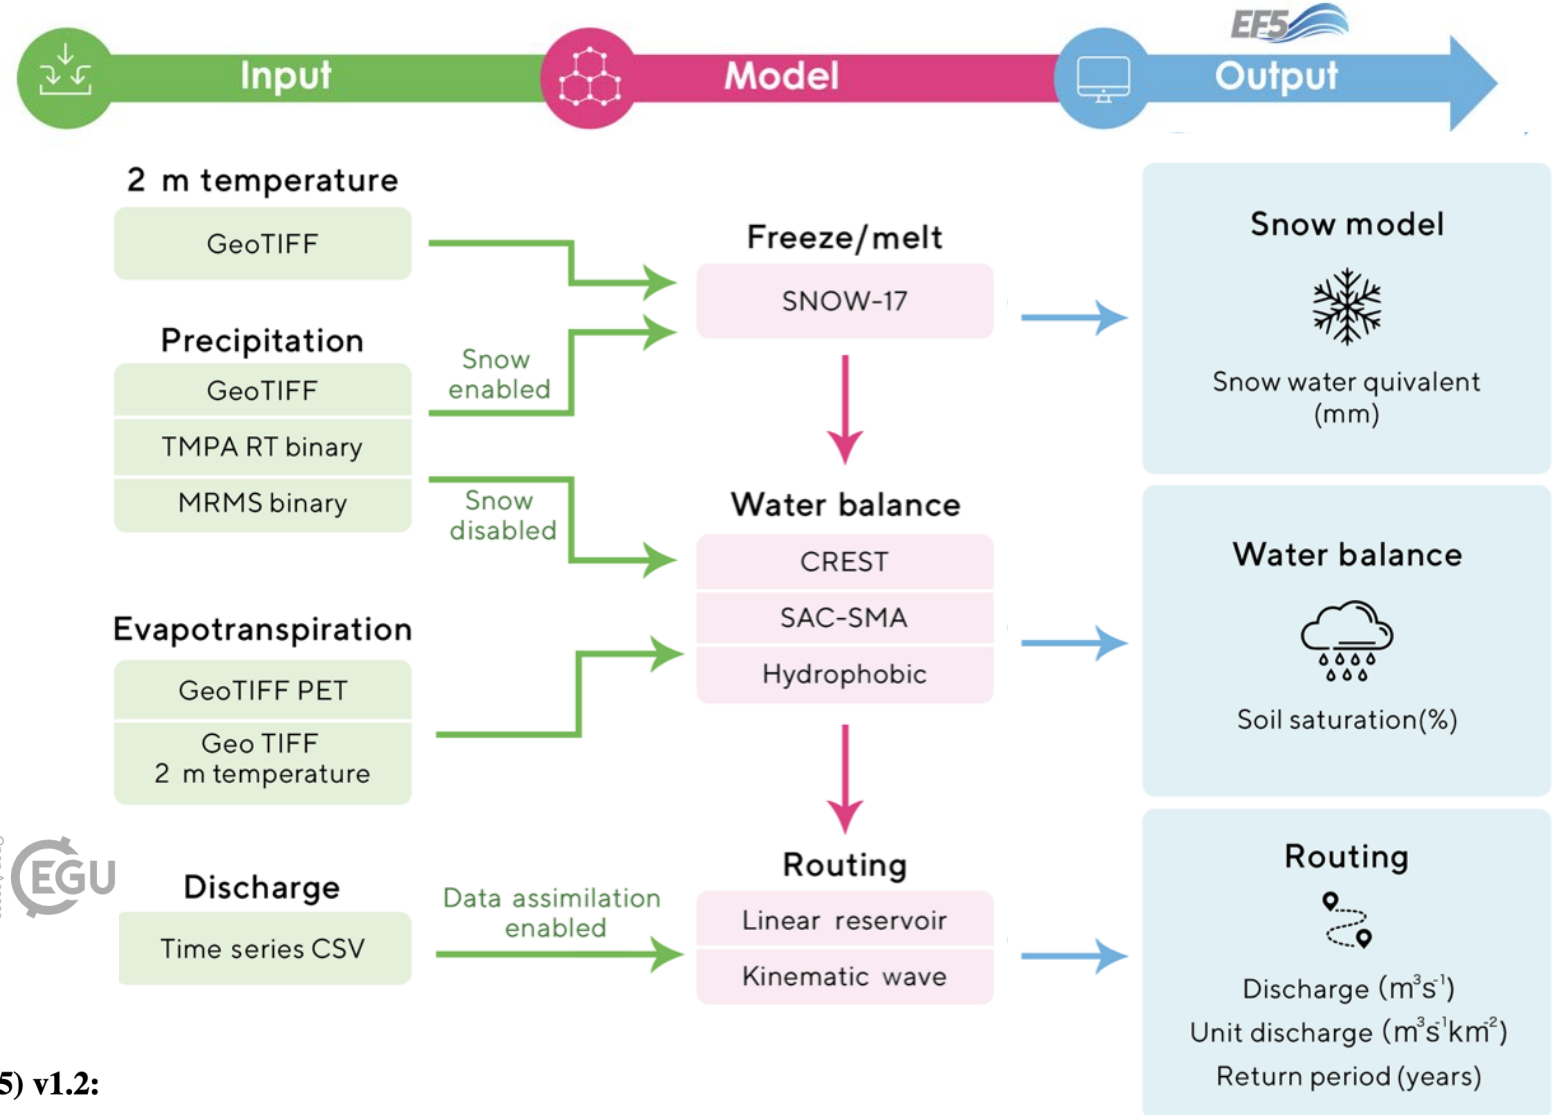 EF5
Input
Model
Output
2 m temperature
GeoTIFF
Precipitation
GeoTIFF
TMPA RT binary
MRMS binary
Snow
enabled
Snow
disabled
Evapotranspiration
GeoTIFF PET
Geo TIFF
2 m temperature
Discharge
Time series CSV
Data assimilation
enabled
Freeze/melt
SNOW-17
Water balance
CREST
SAC-SMA
Hydrophobic
Routing
Linear reservoir
Kinematic wave
Snow model
Snow water quivalent
(mm)
Water balance
Soil saturation(%)
Routing
Discharge (m³s⁻¹)
Unit discharge (m³s⁻¹km⁻²)
Return period (years)
EGU
5) v1.2: